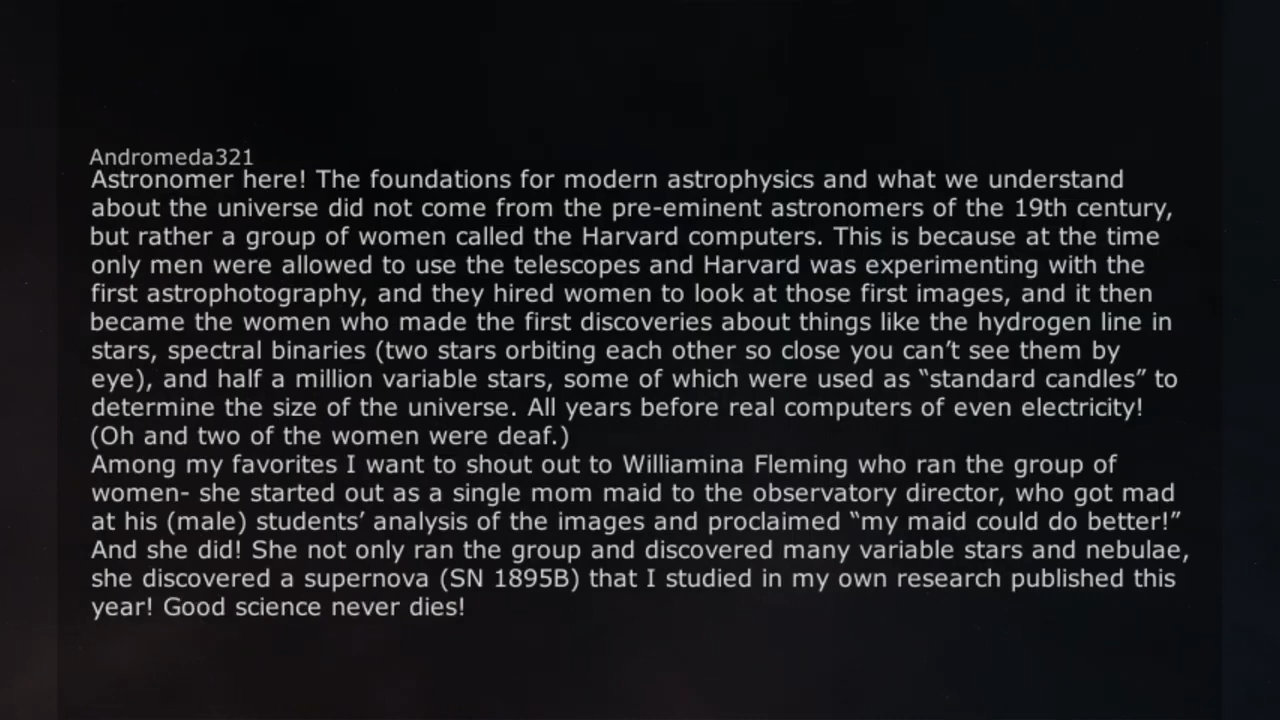 Andromeda321
Astronomer here! The foundations for modern astrophysics and what we understand
about the universe did not come from the pre-eminent astronomers of the 19th century,
but rather a group of women called the Harvard computers. This is because at the time
only men were allowed to use the telescopes and Harvard was experimenting with the
first astrophotography, and they hired women to look at those first images, and it then
became the women who made the first discoveries about things like the hydrogen line in
stars, spectral binaries (two stars orbiting each other so close you can’t see them by
eye), and half a million variable stars, some of which were used as “standard candles” to
determine the size of the universe. All years before real computers of even electricity!
(Oh and two of the women were deaf.)
Among my favorites I want to shout out to Williamina Fleming who ran the group of
women- she started out as a single mom maid to the observatory director, who got mad
at his (male) students’ analysis of the images and proclaimed “my maid could do better!”
And she did! She not only ran the group and discovered many variable stars and nebulae,
she discovered a supernova (SN 1895B) that I studied in my own research published this
year! Good science never dies!